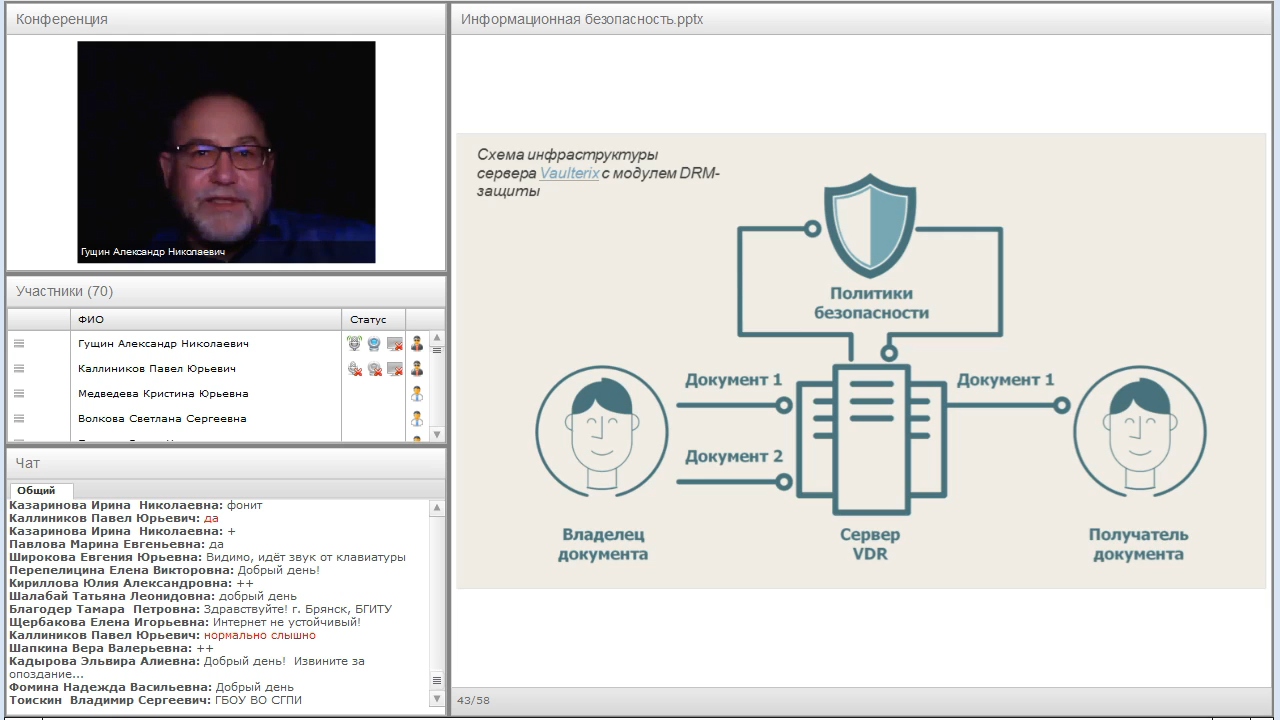 Конференция
Гущин Александр Николаевич
Участники (70)
ФИО
Статус
Гущин Александр Николаевич
Каллиников Павел Юрьевич
Медведева Кристина Юрьевна
Волкова Светлана Сергеевна
Чат
Общий
Казаринова Ирина  Николаевна: фонит
Каллиников Павел Юрьевич: да
Казаринова Ирина  Николаевна: +
Павлова Марина Евгеньевна: да
Широкова Евгения Юрьевна: Видимо, идёт звук от клавиатуры
Перепелицина Елена Викторовна: Добрый день!
Кириллова Юлия Александровна: ++
Шалабай Татьяна Леонидовна: добрый день
Благодер Тамара  Петровна: Здравствуйте! г. Брянск, БГИТУ
Щербакова Елена Игорьевна: Интернет не устойчивый!
Каллиников Павел Юрьевич: нормально слышно
Шапкина Вера Валерьевна: ++
Кадырова Эльвира Алиевна: Добрый день!  Извините за
опоздание...
Фомина Надежда Васильевна: Добрый день
Тоискин  Владимир Сергеевич: ГБОУ ВО СГПИ
Информационная безопасность.pptx
Схема инфраструктуры
сервера Vaulterix с модулем DRM-
защиты
Политики
безопасности
Документ 1
Документ 1
Документ 2
Владелец
документа
Сервер
VDR
Получатель
документа
43/58